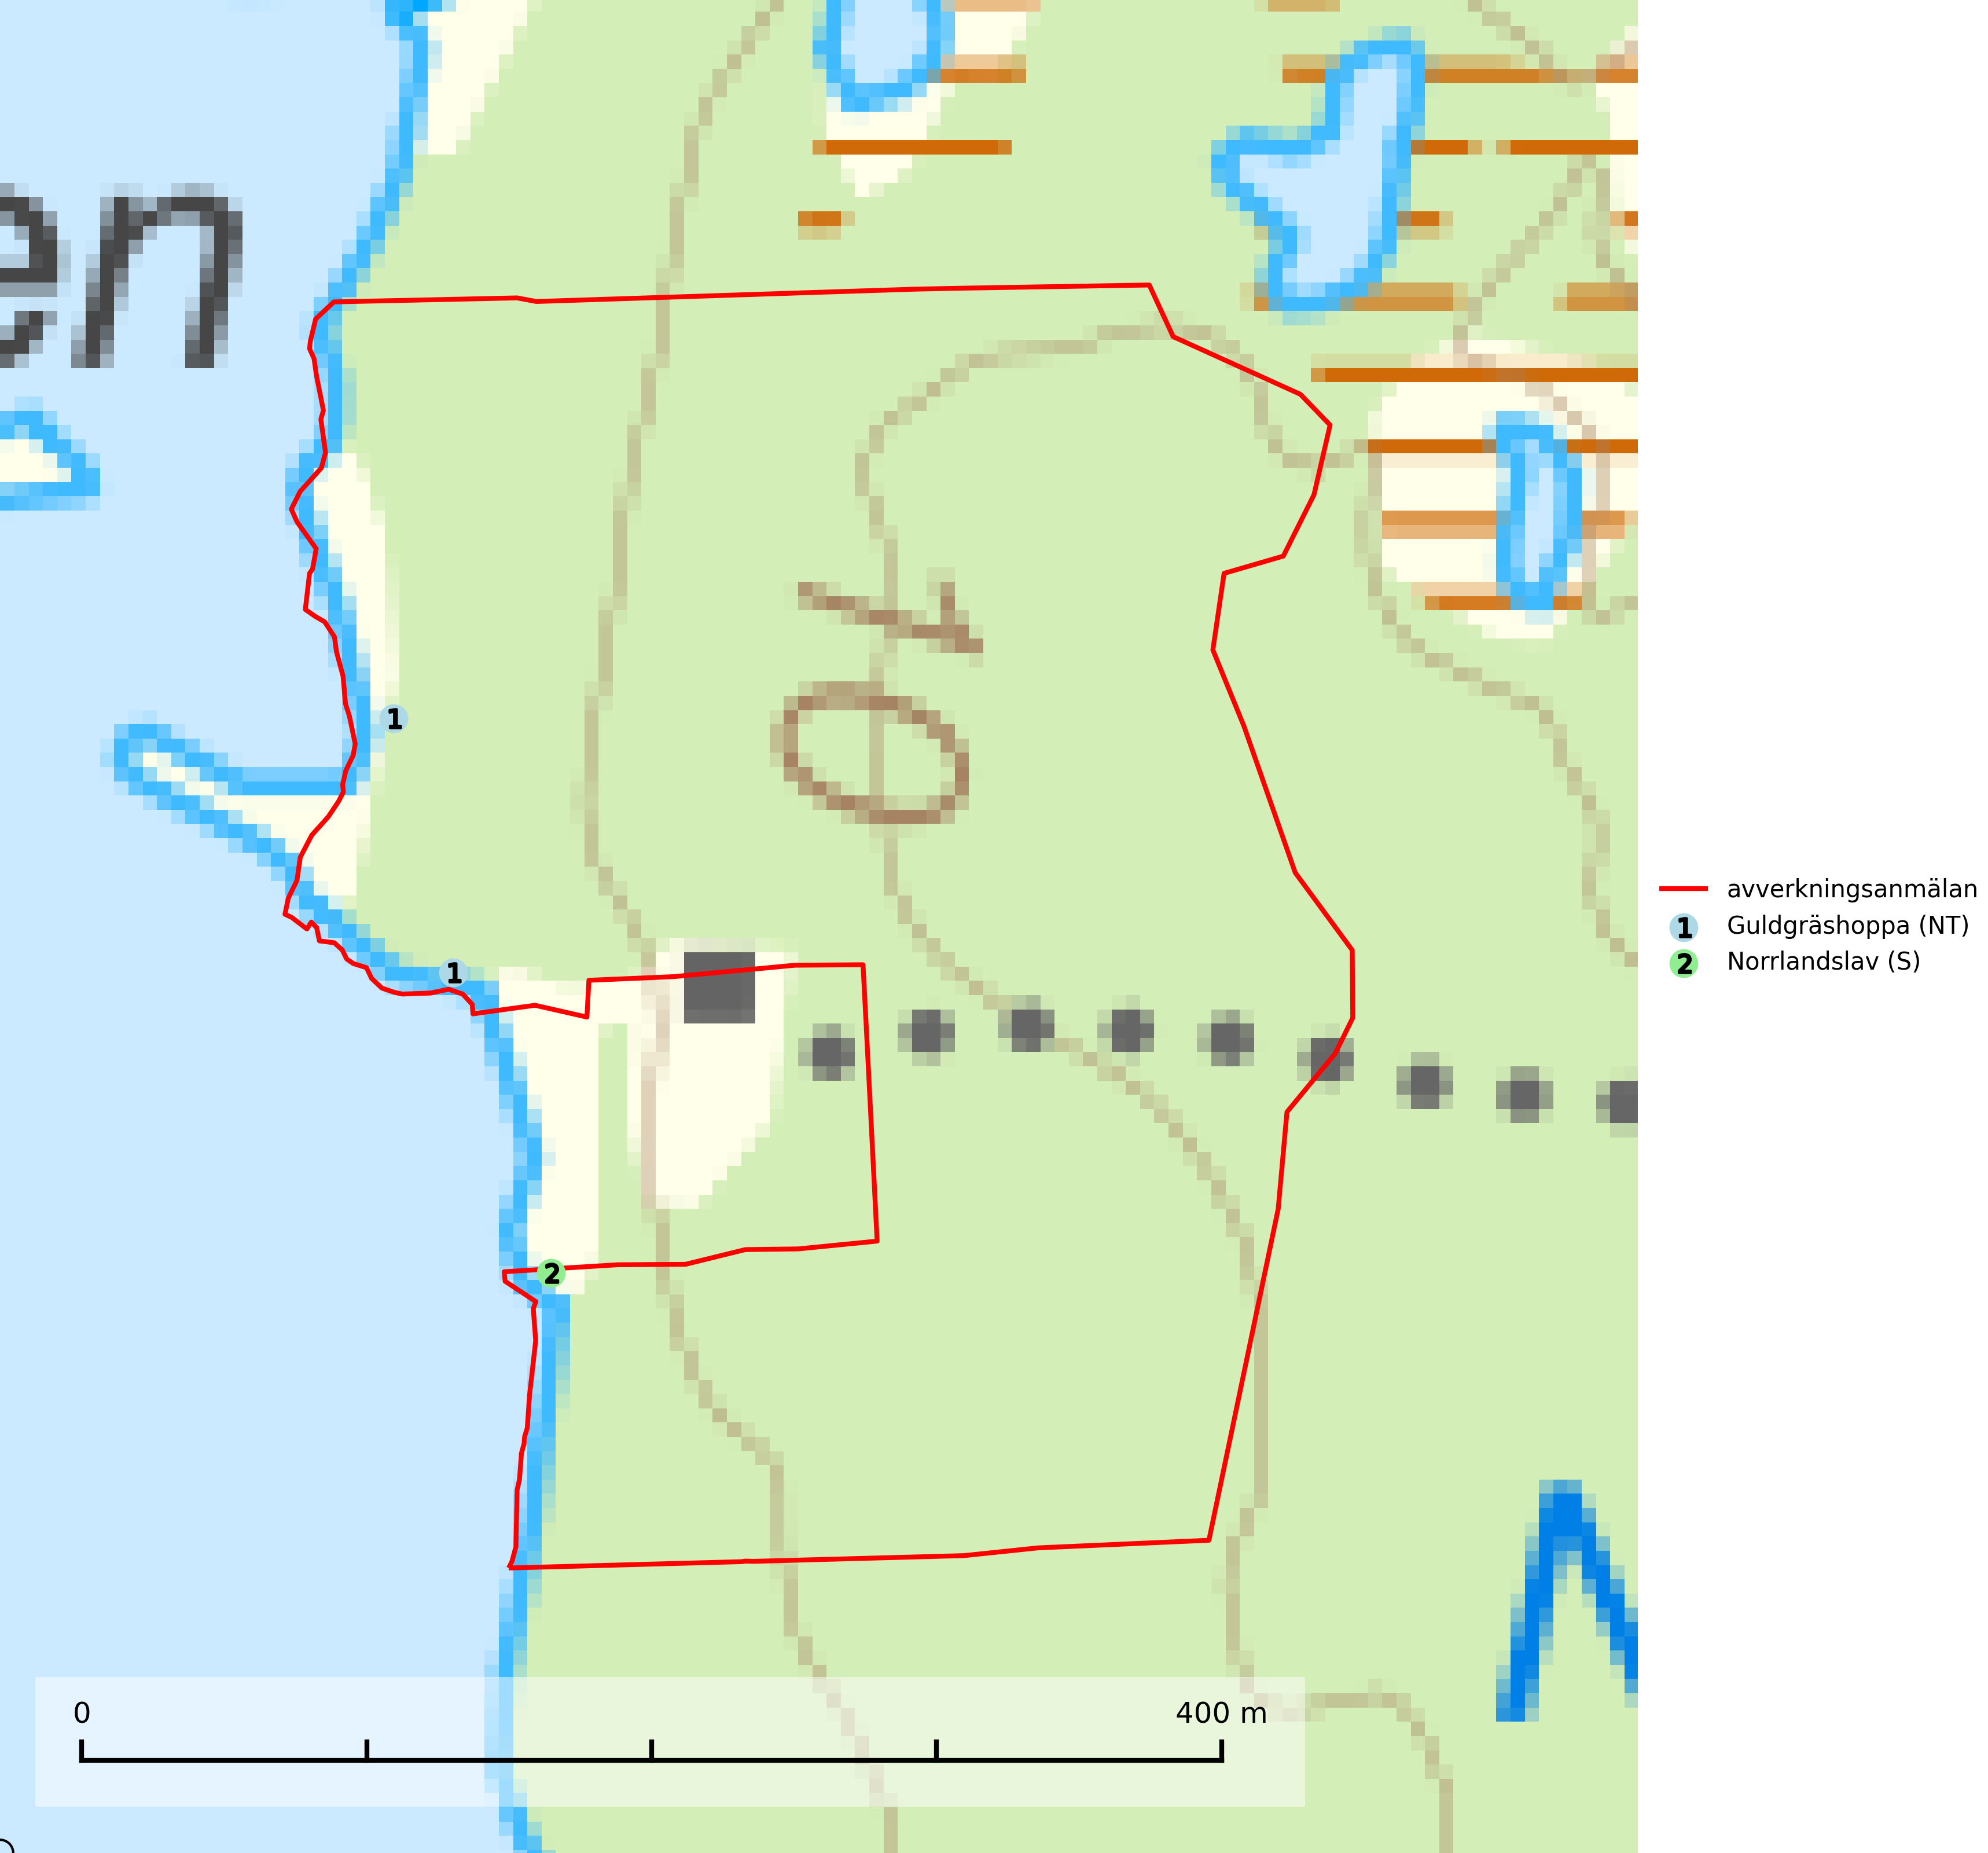 en
1
avverkningsanmälan
1 Guldgräshoppa (NT)
2 Norrlandslav (S)
1
2
0 400 m